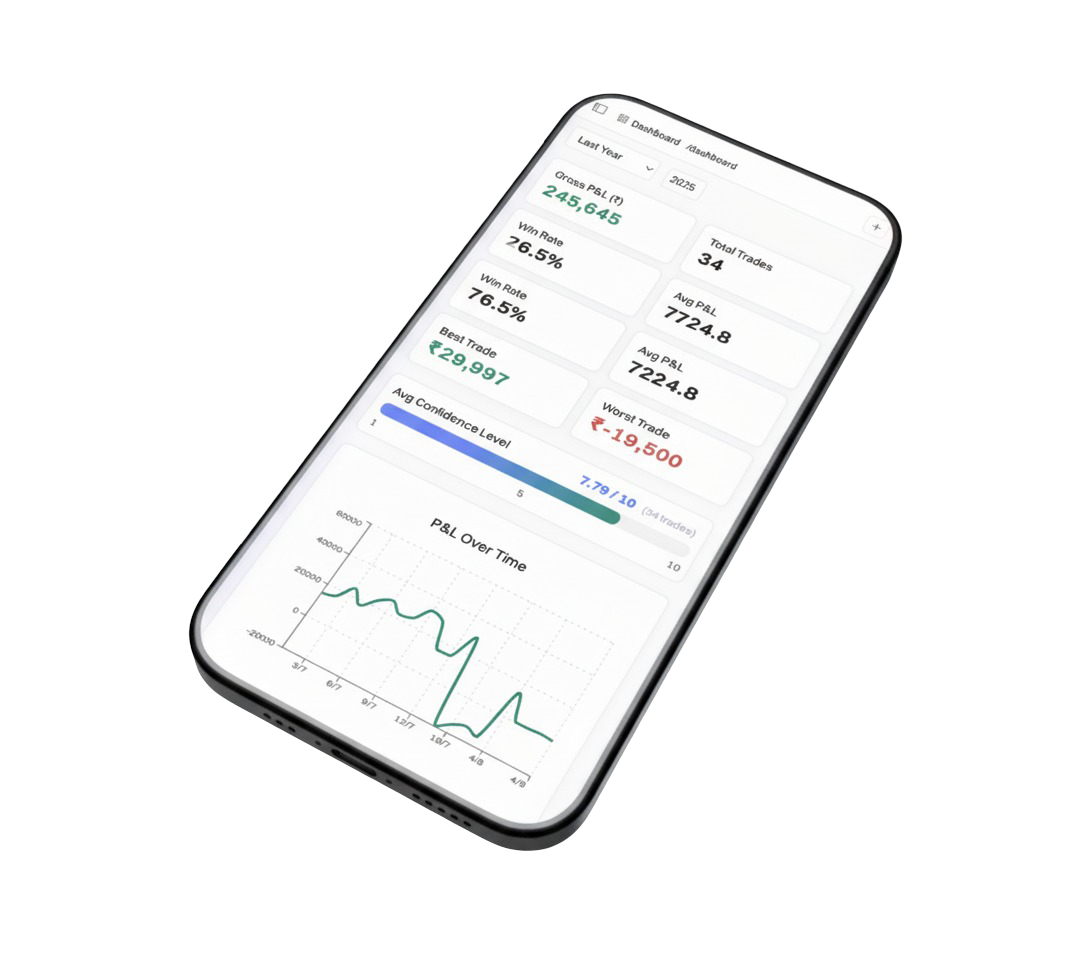 Dashboard /dashboard
Last Year
2025
+
Gross P&L (₹)
245,645
Total Trades
34
Win Rate
26.5%
Avg P&L
7724.8
Win Rate
76.5%
Avg P&L
7224.8
Best Trade
₹29,997
Worst Trade
₹-19,500
Avg Confidence Level
7.79 / 10 (34 trades)
1
5
10
P&L Over Time
60000
40000
20000
0
-20000
3/7
6/7
9/7
12/7
18/7
4/8
4/8